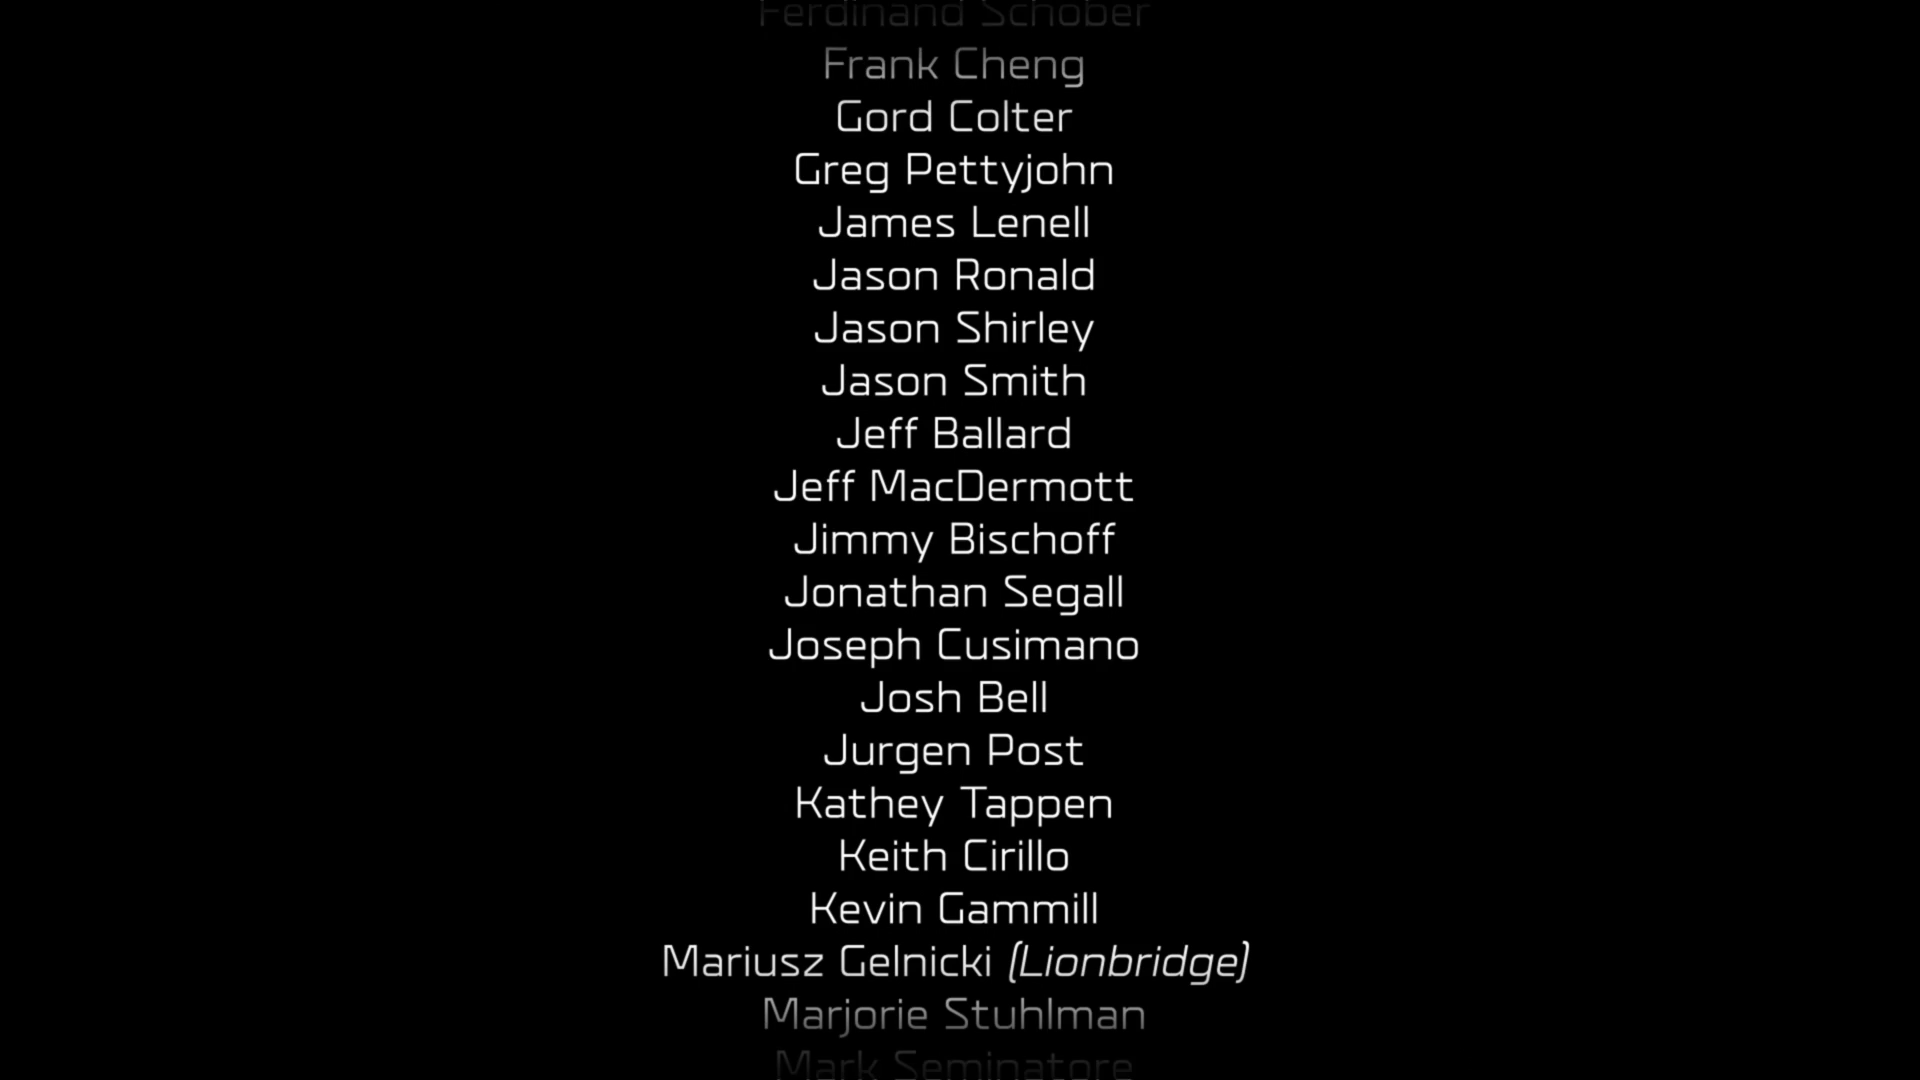 Ferdinand Schober
Frank Cheng
Gord Colter
Greg Pettyjohn
James Lenell
Jason Ronald
Jason Shirley
Jason Smith
Jeff Ballard
Jeff MacDermott
Jimmy Bischoff
Jonathan Segall
Joseph Cusimano
Josh Bell
Jurgen Post
Kathey Tappen
Keith Cirillo
Kevin Gammill
Mariusz Gelnicki (Lionbridge)
Marjorie Stuhlman
Mark Seminatore